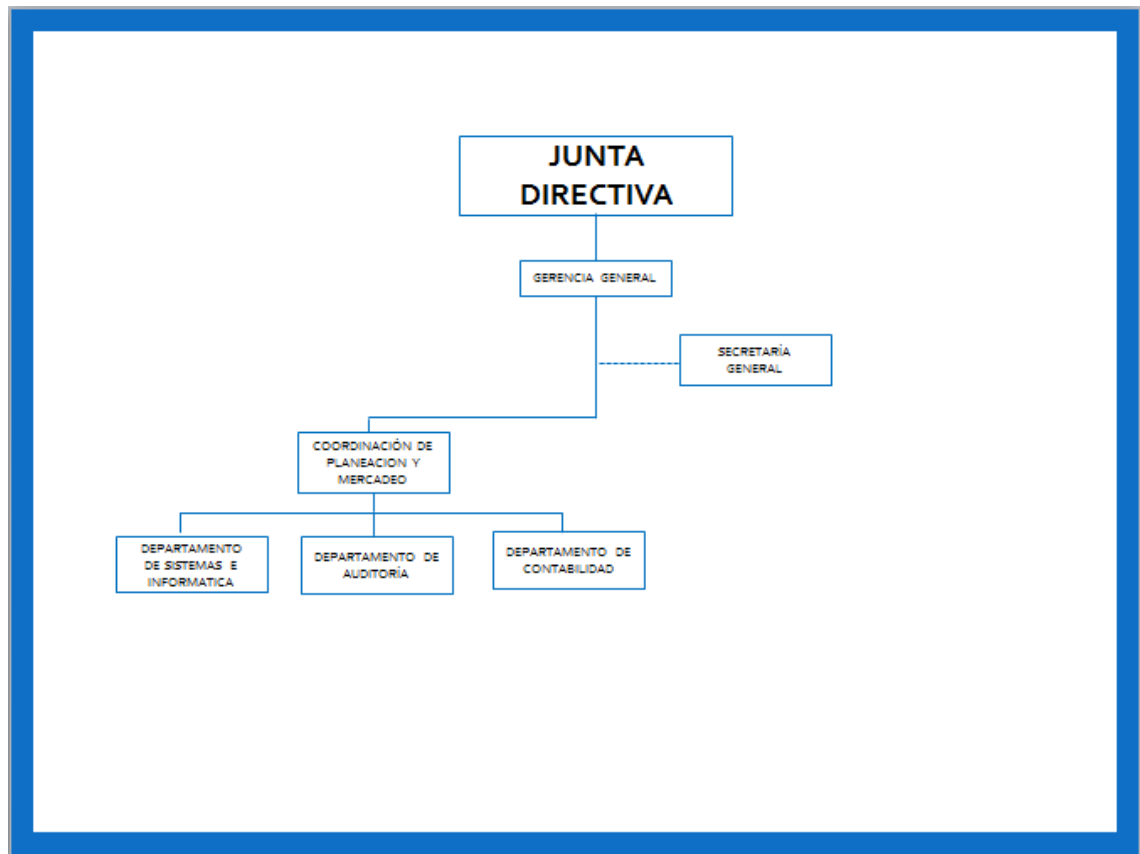 JUNTA
DIRECTIVA
GERENCIA GENERAL
SECRETARÍA
GENERAL
COORDINACIÓN DE
PLANEACION Y
MERCADEO
DEPARTAMENTO
DE SISTEMAS E
INFORMATICA
DEPARTAMENTO DE
AUDITORÍA
DEPARTAMENTO DE
CONTABILIDAD